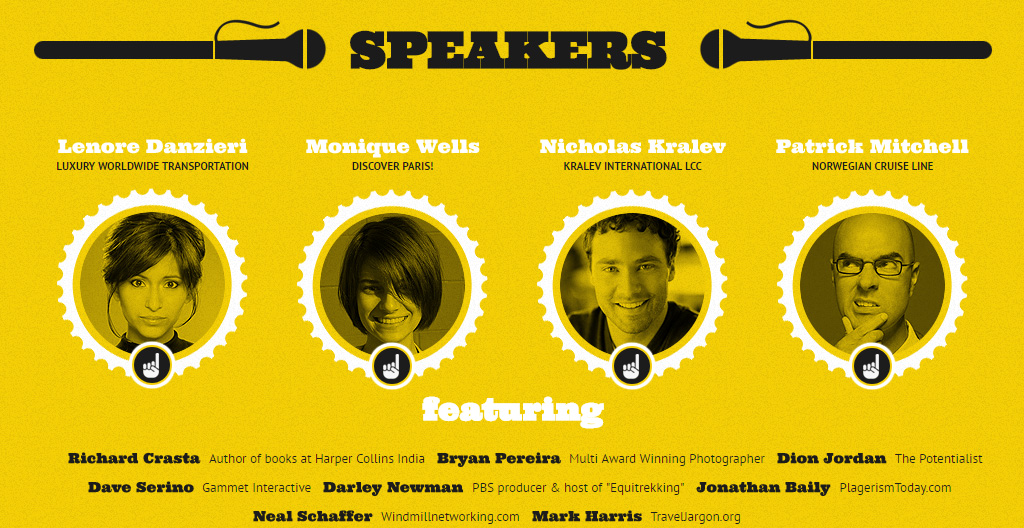 SPEAKERS
Lenore Danzieri Monique Wells Nicholas Kralev Patrick Mitchell
LUXURY WORLDWIDE TRANSPORTATION DISCOVER PARIS! KRALEV INTERNATIONAL LCC NORWEGIAN CRUISE LINE
featuring
Richard Crasta Author of books at Harper Collins India Bryan Pereira Multi Award Winning Photographer Dion Jordan The Potentialist
Dave Serino Gammet Interactive Darley Newman PBS producer & host of "Equitrekking" Jonathan Baily PlagerismToday.com
Neal Schaffer Windmillnetworking.com Mark Harris TravelJargon.org